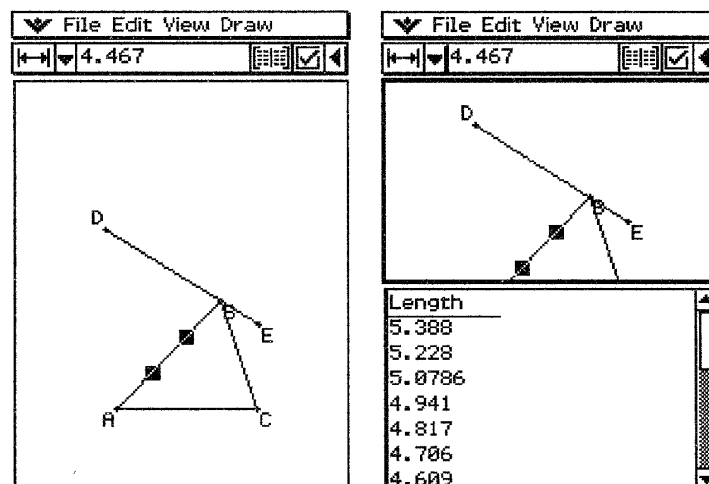 File Edit View Draw
4.467
D
B
E
A
C
File Edit View Draw
4.467
D
B
E
Length
5.388
5.228
5.0786
4.941
4.817
4.706
4.609